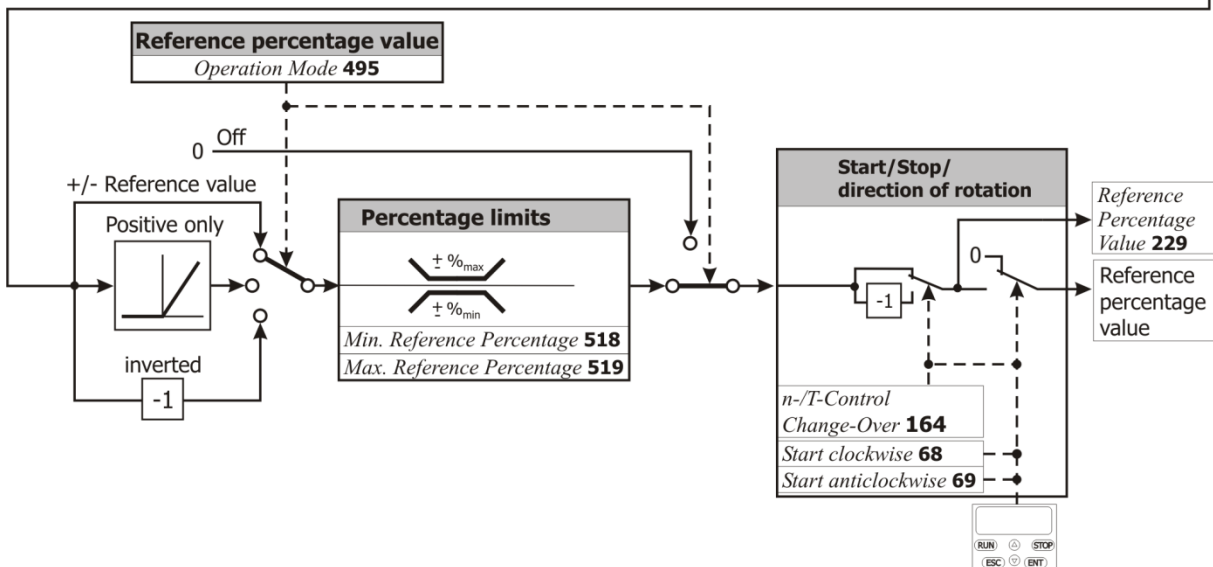 Reference percentage value
Operation Mode 495
0 Off
+/- Reference value
Positive only
inverted
-1
Percentage limits
± %max
± %min
Min. Reference Percentage 518
Max. Reference Percentage 519
Start/Stop/
direction of rotation
-1
0
n-/T-Control
Change-Over 164
Start clockwise 68
Start anticlockwise 69
Reference
Percentage
Value 229
Reference
percentage
value
RUN STOP
ESC ENT